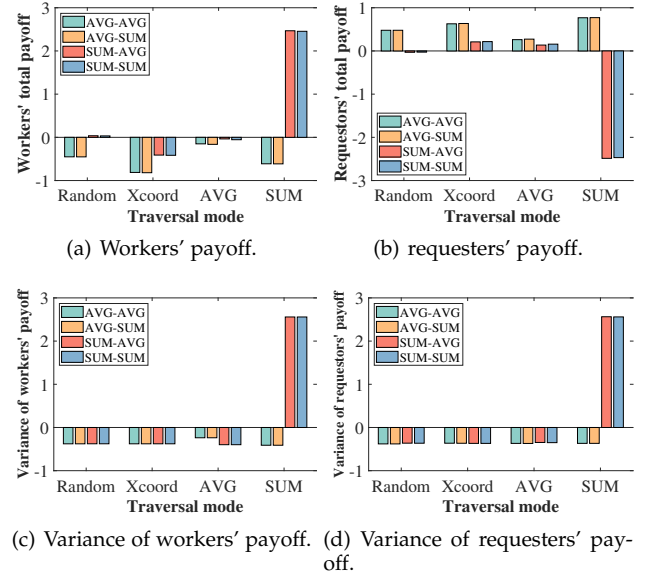 3
2
1
0
-1
Workers' total payoff
AVG-AVG
AVG-SUM
SUM-AVG
SUM-SUM
Random Xcoord AVG SUM
Traversal mode
(a) Workers' payoff.
1
0
-1
-2
-3
Requestors' total payoff
AVG-AVG
AVG-SUM
SUM-AVG
SUM-SUM
Random Xcoord AVG SUM
Traversal mode
(b) requesters' payoff.
3
2
1
0
-1
Variance of workers' payoff
AVG-AVG
AVG-SUM
SUM-AVG
SUM-SUM
Random Xcoord AVG SUM
Traversal mode
(c) Variance of workers' payoff.
3
2
1
0
-1
Variance of requestors' payoff
AVG-AVG
AVG-SUM
SUM-AVG
SUM-SUM
Random Xcoord AVG SUM
Traversal mode
(d) Variance of requesters' pay-
off.